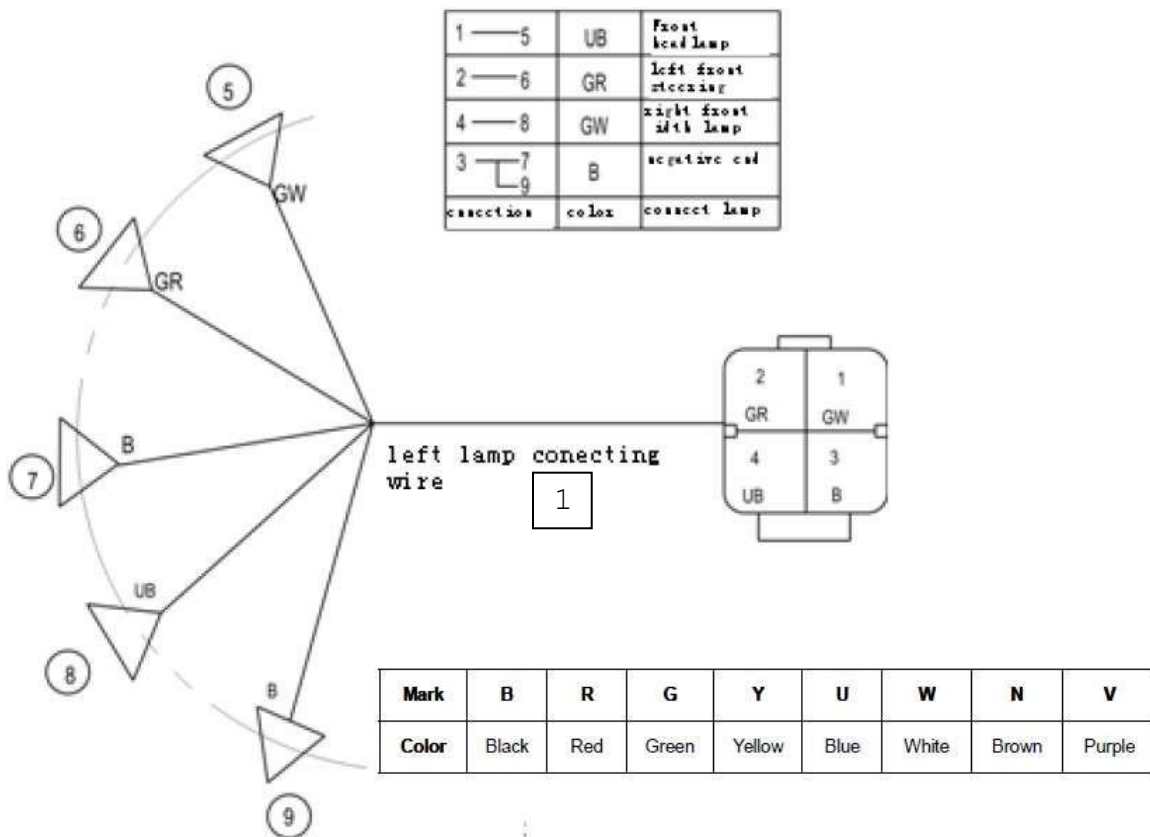 1 5 UB Front head lamp
2 6 GR left front steering
4 8 GW right front idth lamp
3 7 9 B negative end
cnnection color connect lamp
5
GW
6
GR
7
B
8
UB
9
B
left lamp conecting
wire
1
2 1
GR GW
4 3
UB B
Mark B R G Y U W N V
Color Black Red Green Yellow Blue White Brown Purple